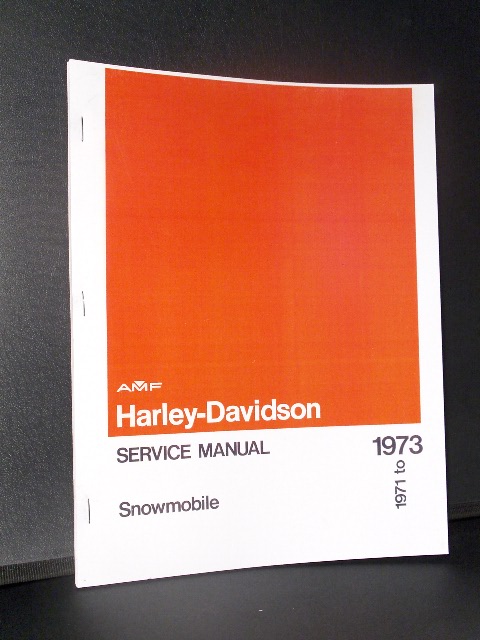 AMF
Harley-Davidson
SERVICE MANUAL
1971 to 1973
Snowmobile